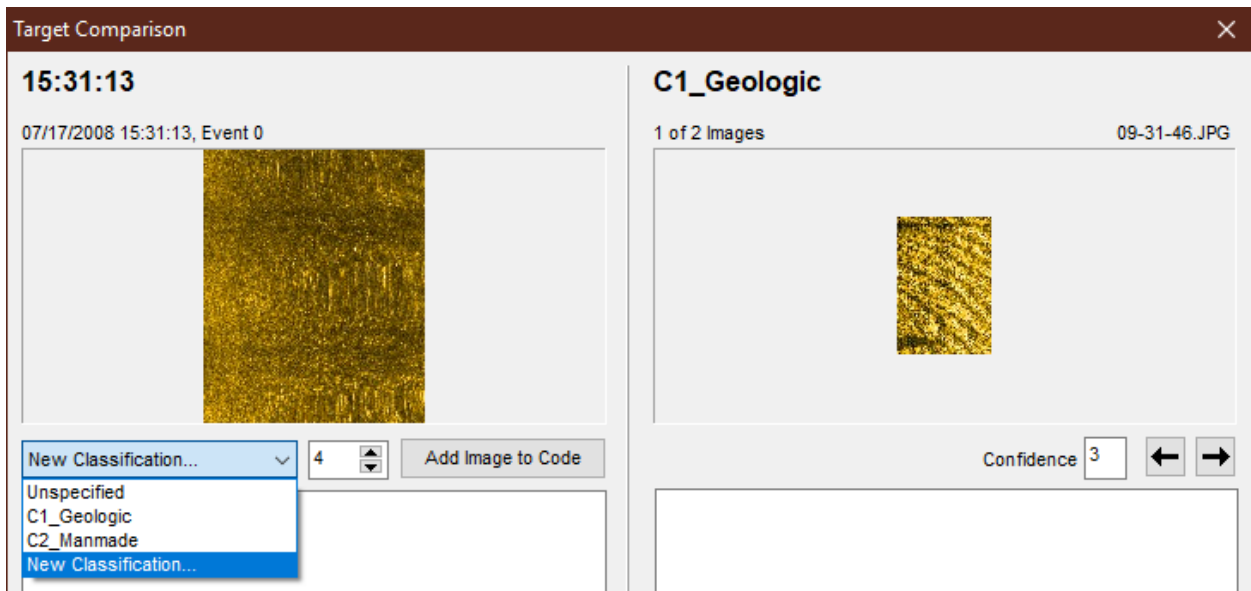 Target Comparison
15:31:13
07/17/2008 15:31:13, Event 0
New Classification...
4
Add Image to Code
Unspecified
C1_Geologic
C2_Manmade
New Classification...
C1_Geologic
1 of 2 Images
09-31-46.JPG
Confidence
3